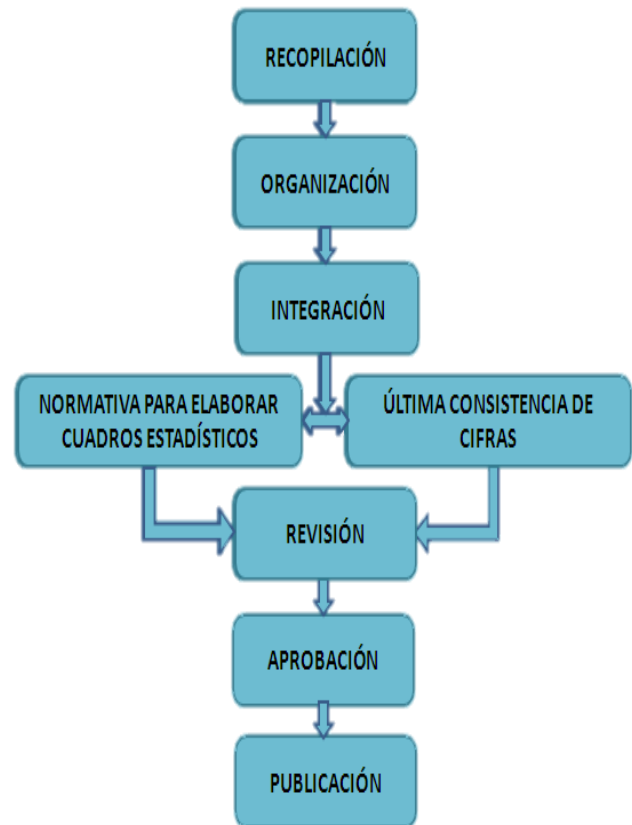 RECOPILACIÓN
ORGANIZACIÓN
INTEGRACIÓN
NORMATIVA PARA ELABORAR
CUADROS ESTADÍSTICOS
ÚLTIMA CONSISTENCIA DE
CIFRAS
REVISIÓN
APROBACIÓN
PUBLICACIÓN